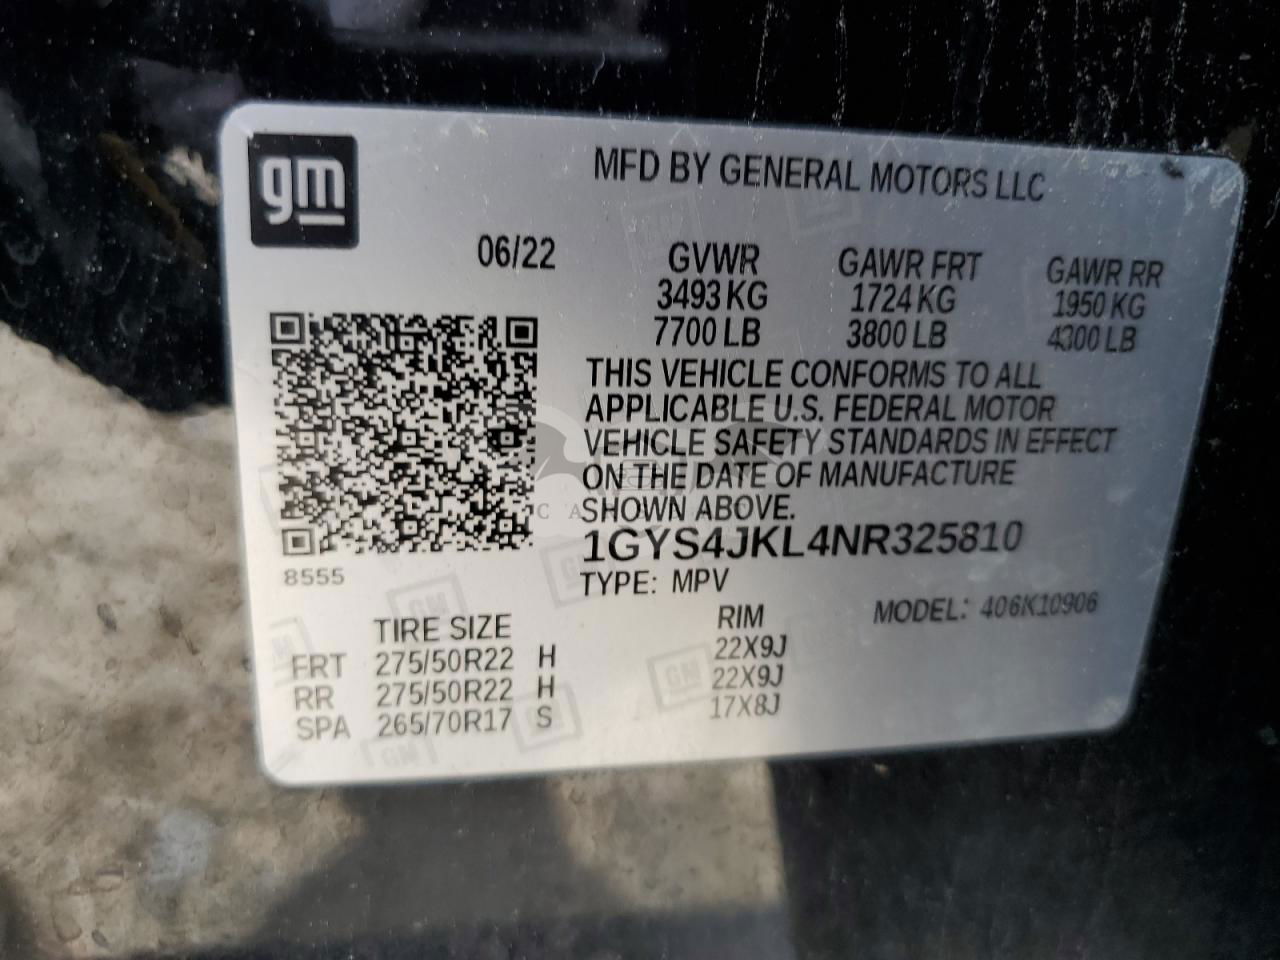 gm
MFD BY GENERAL MOTORS LLC
06/22 GVWR GAWR FRT GAWR RR
3493 KG 1724 KG 1950 KG
7700 LB 3800 LB 4300 LB
THIS VEHICLE CONFORMS TO ALL
APPLICABLE U.S. FEDERAL MOTOR
VEHICLE SAFETY STANDARDS IN EFFECT
ON THE DATE OF MANUFACTURE
SHOWN ABOVE.
1GYS4JKL4NR325810
8555
TYPE: MPV
MODEL: 406K10906
TIRE SIZE RIM
FRT 275/50R22 H 22X9J
RR 275/50R22 H 22X9J
SPA 265/70R17 S 17X8J